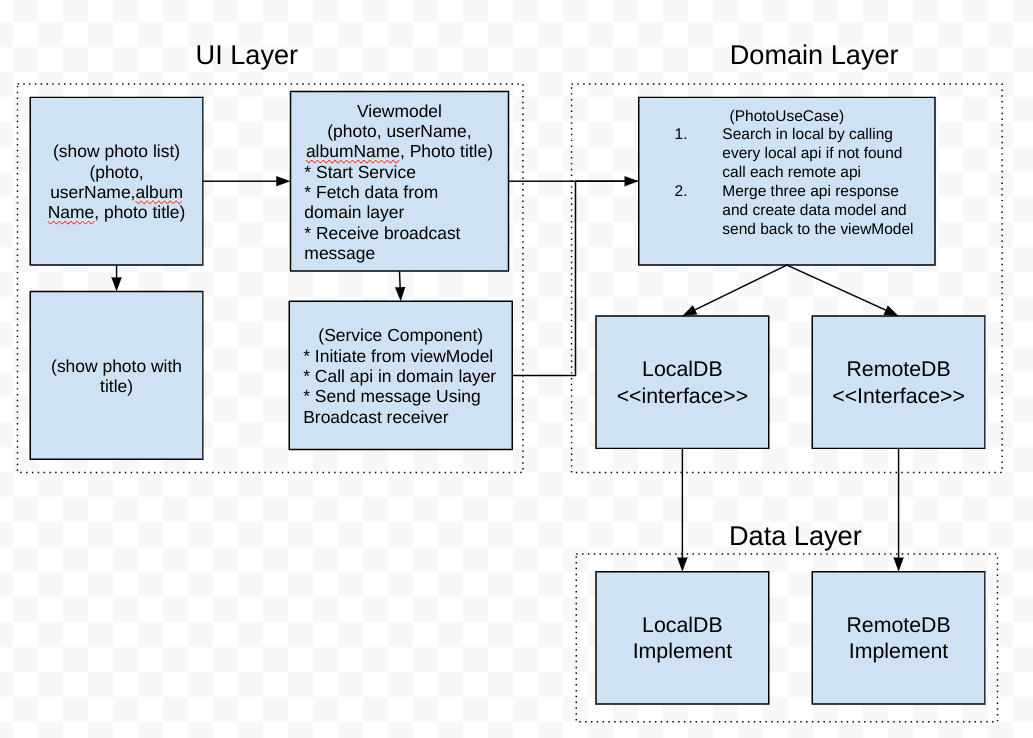 UI Layer
Domain Layer
(show photo list)
(photo,
userName,album
Name, photo title)
(show photo with
title)
Viewmodel
(photo, userName,
albumName, Photo title)
* Start Service
* Fetch data from
domain layer
* Receive broadcast
message
(Service Component)
* Initiate from viewModel
* Call api in domain layer
* Send message Using
Broadcast receiver
(PhotoUseCase)
1. Search in local by calling
every local api if not found
call each remote api
2. Merge three api response
and create data model and
send back to the viewModel
LocalDB
<<interface>>
RemoteDB
<<Interface>>
Data Layer
LocalDB
Implement
RemoteDB
Implement